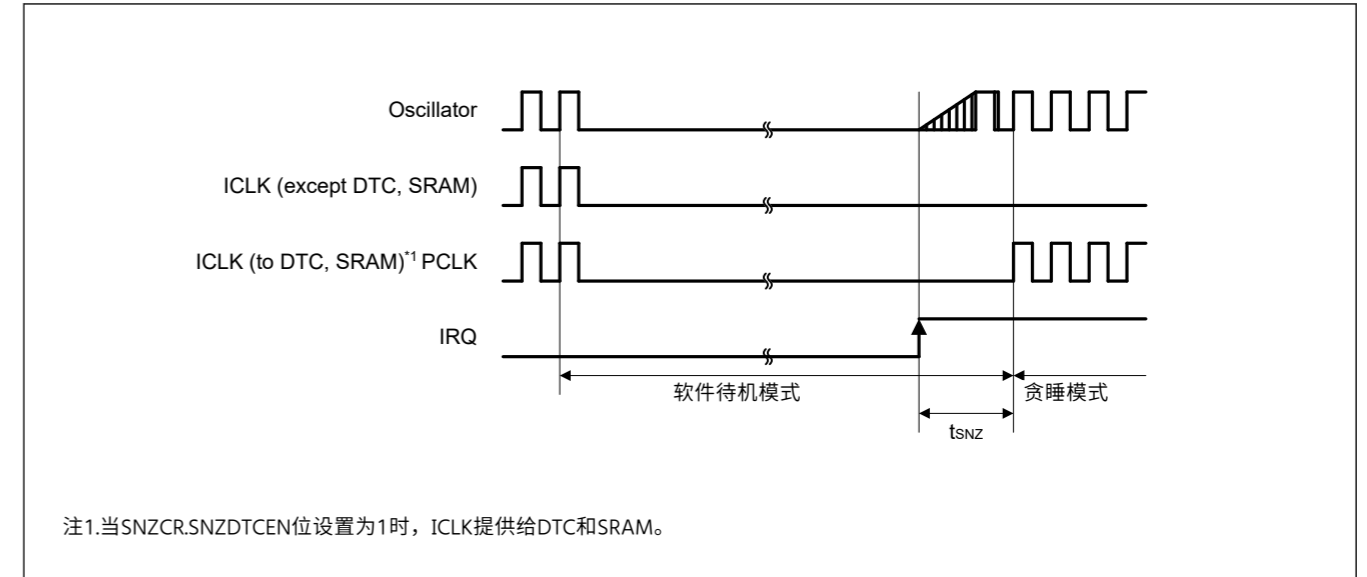 Oscillator
ICLK (except DTC, SRAM)
ICLK (to DTC, SRAM)*1 PCLK
IRQ
软件待机模式
贪睡模式
tSNZ
注1.当SNZCR.SNZDTCEN位设置为1时，ICLK提供给DTC和SRAM。